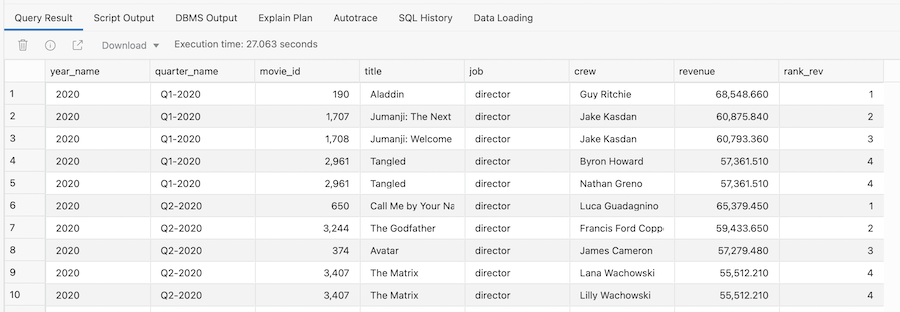 Query Result Script Output DBMS Output Explain Plan Autotrace SQL History Data Loading
Download Execution time: 27.063 seconds
year_name quarter_name movie_id title job crew revenue rank_rev
1 2020 Q1-2020 190 Aladdin director Guy Ritchie 68,548.660 1
2 2020 Q1-2020 1,707 Jumanji: The Next director Jake Kasdan 60,875.840 2
3 2020 Q1-2020 1,708 Jumanji: Welcome director Jake Kasdan 60,793.360 3
4 2020 Q1-2020 2,961 Tangled director Byron Howard 57,361.510 4
5 2020 Q1-2020 2,961 Tangled director Nathan Greno 57,361.510 4
6 2020 Q2-2020 650 Call Me by Your Na director Luca Guadagnino 65,379.450 1
7 2020 Q2-2020 3,244 The Godfather director Francis Ford Copp 59,433.650 2
8 2020 Q2-2020 374 Avatar director James Cameron 57,279.480 3
9 2020 Q2-2020 3,407 The Matrix director Lana Wachowski 55,512.210 4
10 2020 Q2-2020 3,407 The Matrix director Lilly Wachowski 55,512.210 4